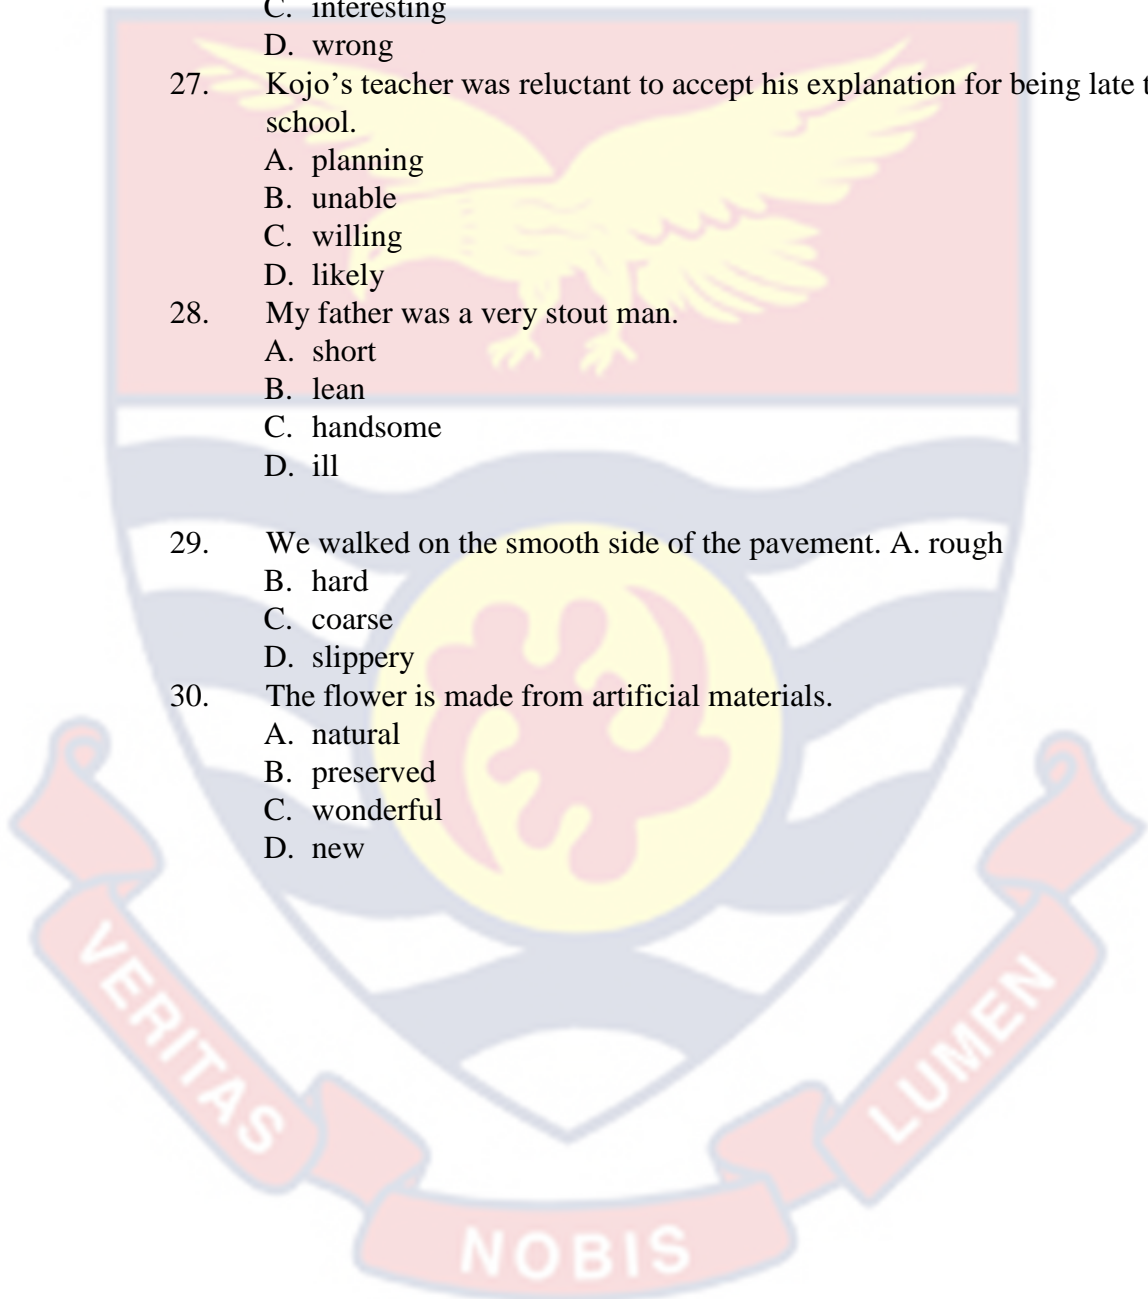 C. interesting
D. wrong
27. Kojo’s teacher was reluctant to accept his explanation for being late
school.
A. planning
B. unable
C. willing
D. likely
28. My father was a very stout man.
A. short
B. lean
C. handsome
D. ill
29. We walked on the smooth side of the pavement. A. rough
B. hard
C. coarse
D. slippery
30. The flower is made from artificial materials.
A. natural
B. preserved
C. wonderful
D. new
VERITAS
NOBIS
LUMEN